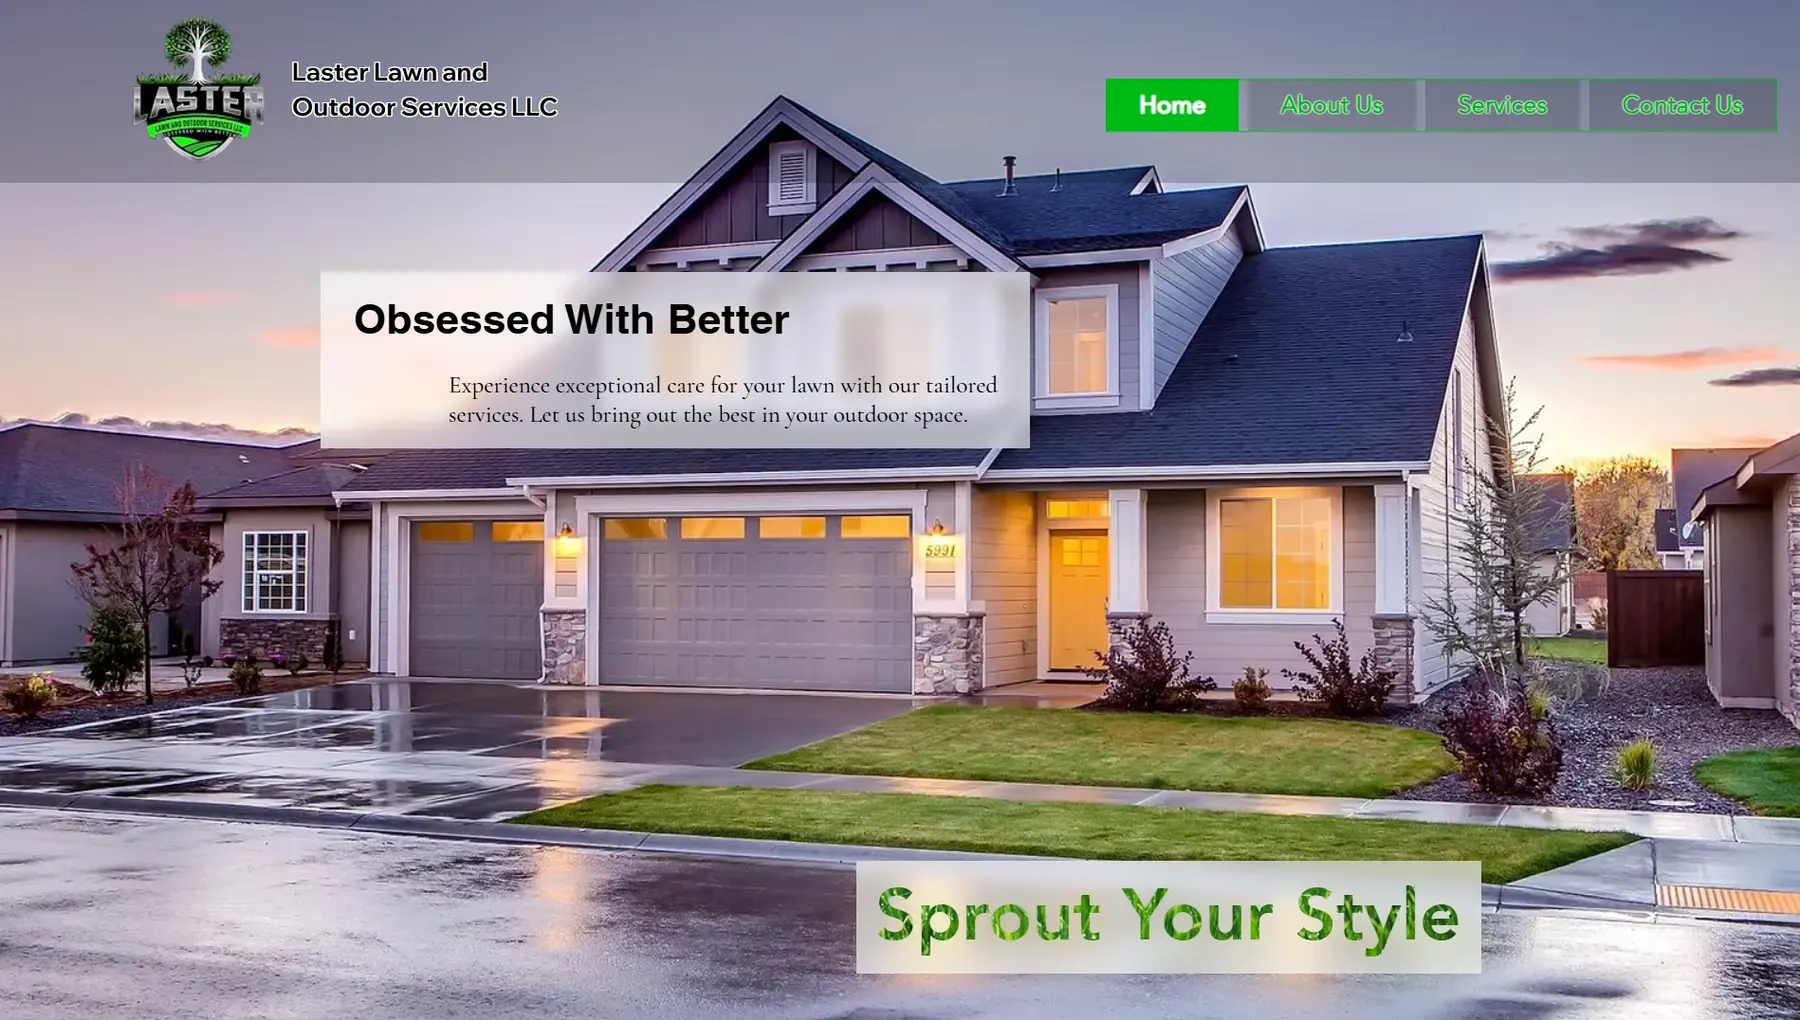 LASTER
LAWN AND OUTDOOR SERVICES LLC
OBSESSED WITH BETTER
Laster Lawn and
Outdoor Services LLC
Home
About Us
Services
Contact Us
Obsessed With Better
Experience exceptional care for your lawn with our tailored
services. Let us bring out the best in your outdoor space.
5991
Sprout Your Style